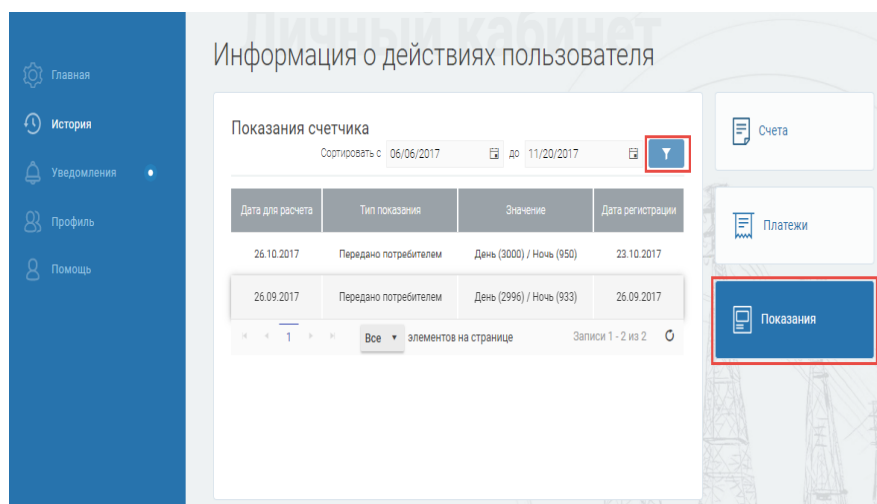 Личный кабинет
Информация о действиях пользователя
Главная
История
Уведомления
Профиль
Помощь
Показания счетчика
Сортировать с 06/06/2017 до 11/20/2017
Дата для расчета Тип показания Значение Дата регистрации
26.10.2017 Передано потребителем День (3000) / Ночь (950) 23.10.2017
26.09.2017 Передано потребителем День (2996) / Ночь (933) 26.09.2017
1 Все элементов на странице Записи 1 - 2 из 2
Счета
Платежи
Показания